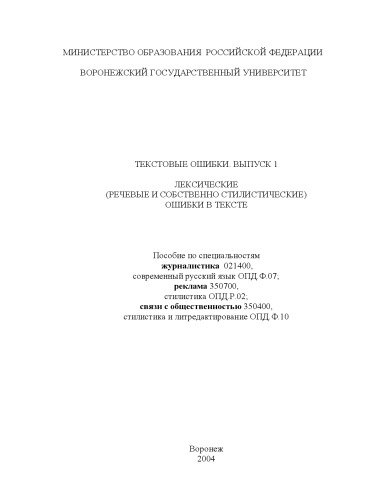 МИНИСТЕРСТВО ОБРАЗОВАНИЯ РОССИЙСКОЙ ФЕДЕРАЦИИ
ВОРОНЕЖСКИЙ ГОСУДАРСТВЕННЫЙ УНИВЕРСИТЕТ
ТЕКСТОВЫЕ ОШИБКИ. ВЫПУСК 1
ЛЕКСИЧЕСКИЕ
(РЕЧЕВЫЕ И СОБСТВЕННО СТИЛИСТИЧЕСКИЕ)
ОШИБКИ В ТЕКСТЕ
Пособие по специальностям
журналистика 021400,
современный русский язык ОПД.Ф.07;
реклама 350700,
стилистика ОПД.Р.02;
связи с общественностью 350400,
стилистика и литредактирование ОПД.Ф.10
Воронеж
2004